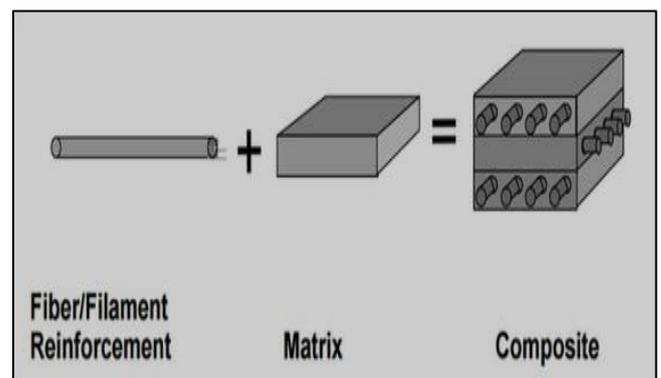 +
=
Fiber/Filament
Reinforcement
Matrix
Composite